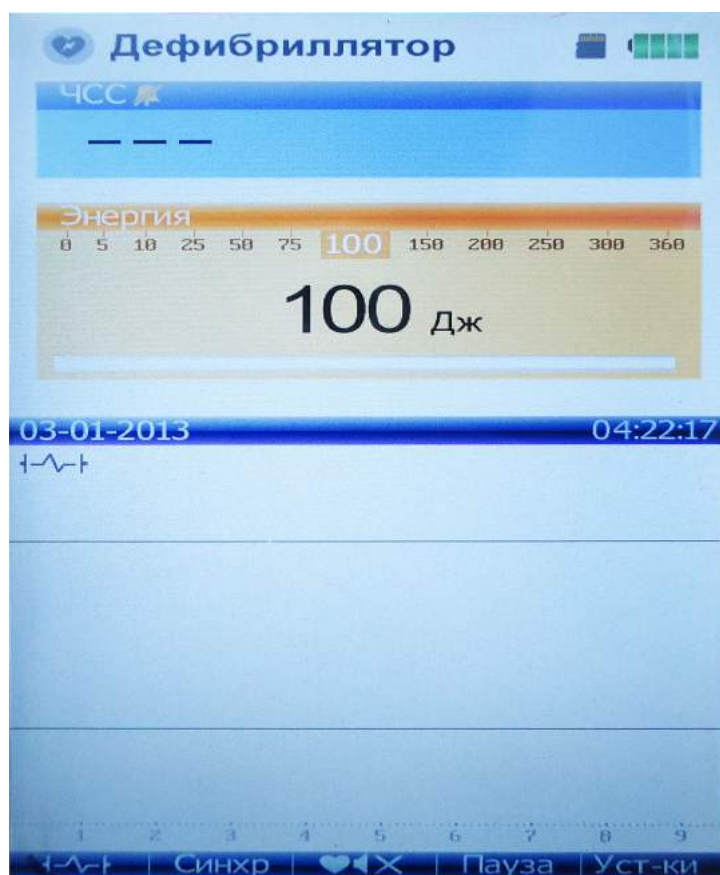 Дефибриллятор
ЧСС
– – –
Энергия
0 5 10 25 50 75 100 150 200 250 300 360
100 Дж
03-01-2013 04:22:17
1 2 3 4 5 6 7 8 9
Синхр Пауза Уст-ки